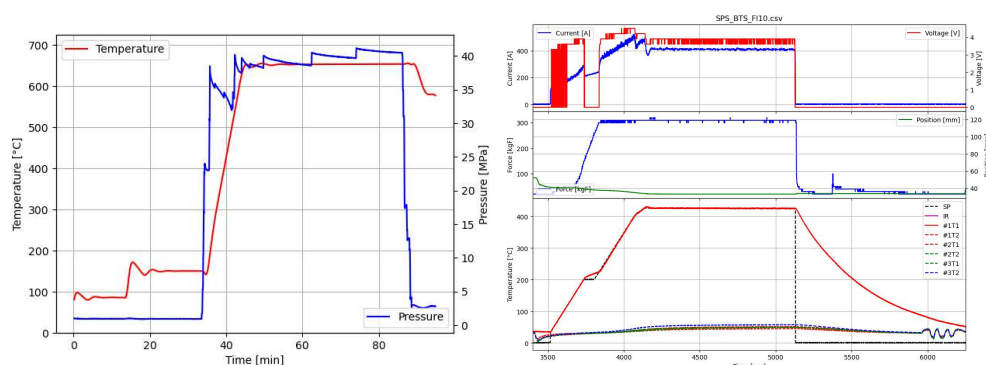 Temperature
Pressure
Temperature [°C]
700
600
500
400
300
200
100
0
40
35
30
25
20
15
10
5
0
Pressure [MPa]
0
20
40
60
80
Time [min]
SPS_BTS_FI10.csv
Current [A]
Voltage [V]
Current [A]
400
200
0
4
3
2
1
0
Voltage [V]
Position [mm]
Force [kgF]
Force [kgF]
300
200
100
120
100
80
60
40
SP
IR
#1T1
#1T2
#2T1
#2T2
#3T1
#3T2
Temperature [°C]
400
300
200
100
0
3500
4000
4500
5000
5500
6000